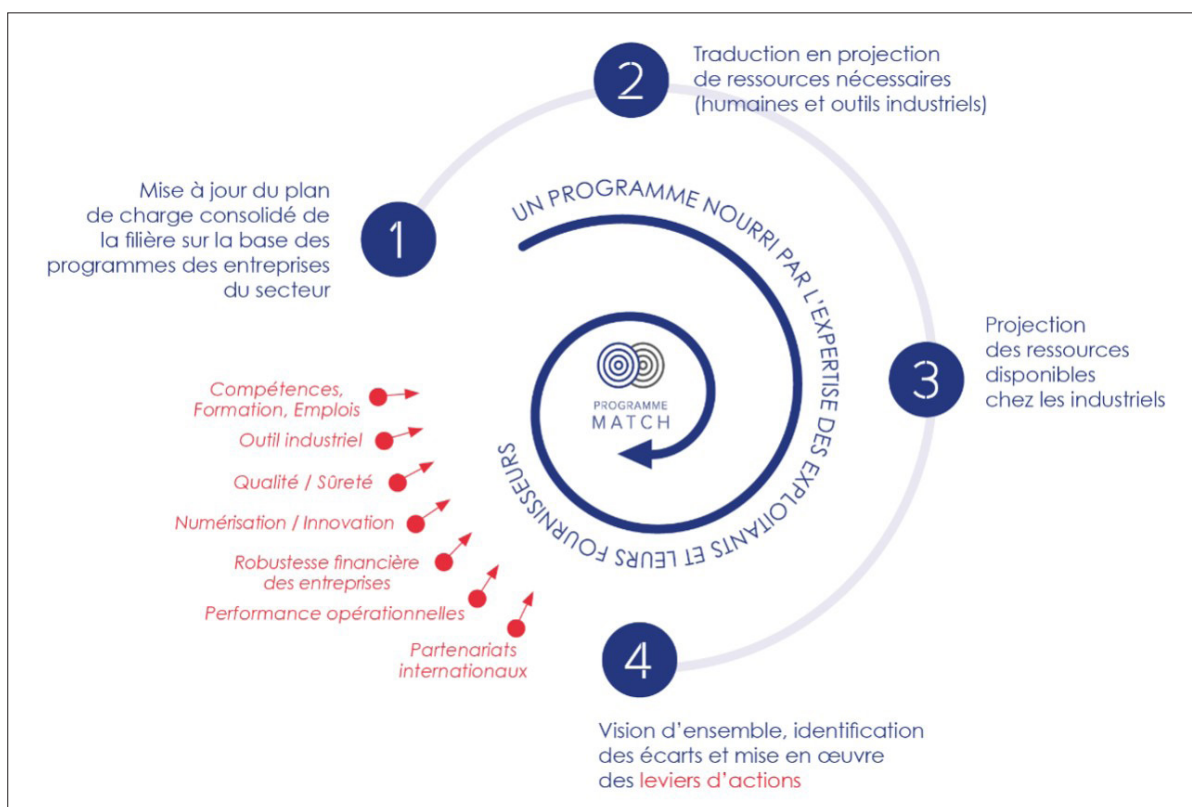 1
Mise à jour du plan
de charge consolidé de
la filière sur la base des
programmes des entreprises
du secteur
2
Traduction en projection
de ressources nécessaires
(humaines et outils industriels)
3
Projection
des ressources
disponibles
chez les industriels
4
Vision d’ensemble, identification
des écarts et mise en œuvre
des leviers d’actions
UN PROGRAMME NOURRI PAR L’EXPERTISE DES EXPLOITANTS ET LEURS FOURNISSEURS
PROGRAMME
MATCH
Compétences,
Formation, Emplois
Outil industriel
Qualité / Sûreté
Numérisation / Innovation
Robustesse financière
des entreprises
Performance opérationnelles
Partenariats
internationaux